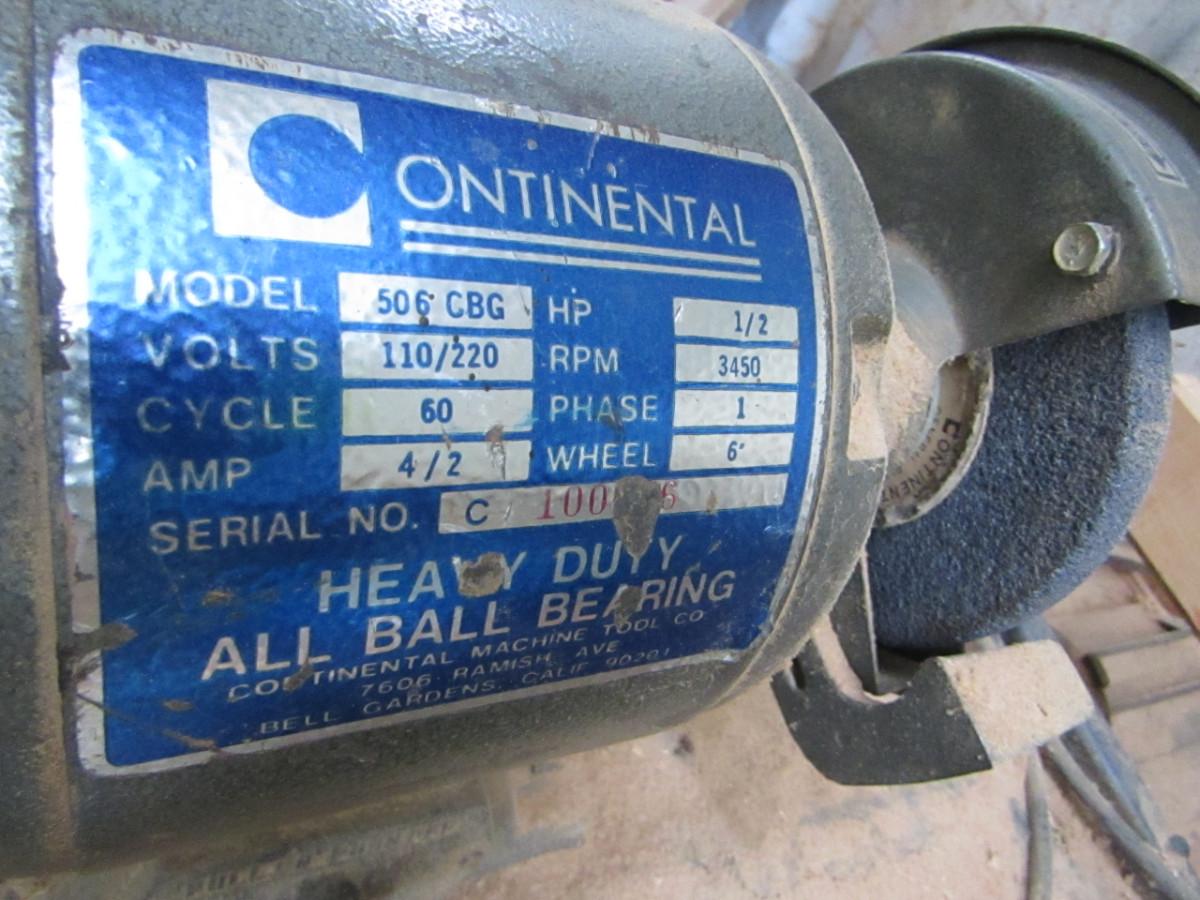 CONTINENTAL
MODEL 506 CBG HP 1/2
VOLTS 110/220 RPM 3450
CYCLE 60 PHASE 1
AMP 4/2 WHEEL 6"
SERIAL NO. C
HEAVY DUTY
ALL BALL BEARING
CONTINENTAL MACHINE TOOL CO
7606 RAMISH AVE
BELL GARDENS, CALIF 90201
CONTINENT